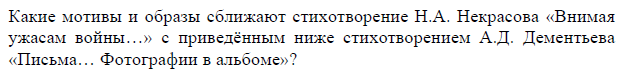 Какие мотивы и образы сближают стихотворение Н.А. Некрасова «Внимая
ужасам войны…» с приведённым ниже стихотворением А.Д. Дементьева
«Письма… Фотографии в альбоме»?